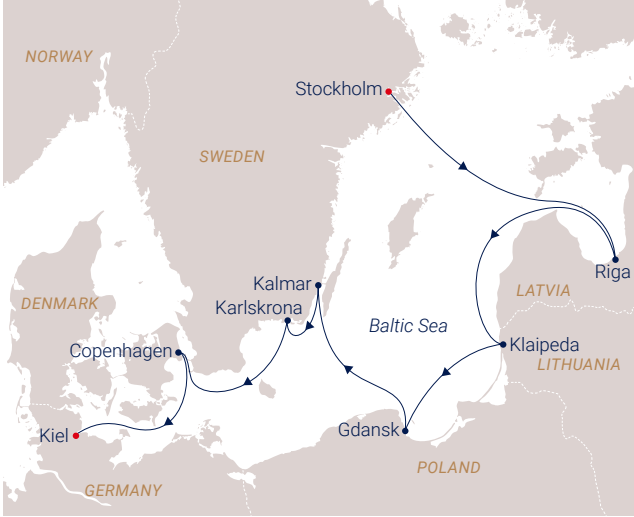 NORWAY
Stockholm
SWEDEN
Riga
Kalmar
LATVIA
DENMARK
Karlskrona
Baltic Sea
Copenhagen
Klaipeda
LITHUANIA
Gdansk
Kiel
POLAND
GERMANY